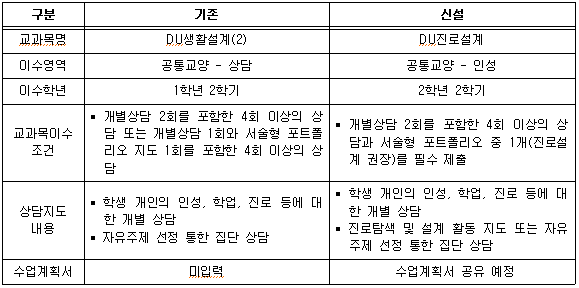 구분 기존 신설
교과목명 DU생활설계(2) DU진로설계
이수영역 공통교양 - 상담 공통교양 - 인성
이수학년 1학년 2학기 2학년 2학기
교과목이수
조건
▪ 개별상담 2회를 포함한 4회 이상의 상
담 또는 개별상담 1회와 서술형 포트폴
리오 지도 1회를 포함한 4회 이상의 상
담
▪ 개별상담 2회를 포함한 4회 이상의 상
담과 서술형 포트폴리오 중 1개(진로설
계 권장)를 필수 제출
상담지도
내용
▪ 학생 개인의 인성, 학업, 진로 등에 대
한 개별 상담
▪ 자유주제 선정 통한 집단 상담
▪ 학생 개인의 인성, 학업, 진로 등에 대
한 개별 상담
▪ 진로탐색 및 설계 활동 지도 또는 자유
주제 선정 통한 집단 상담
수업계획서 미입력 수업계획서 공유 예정